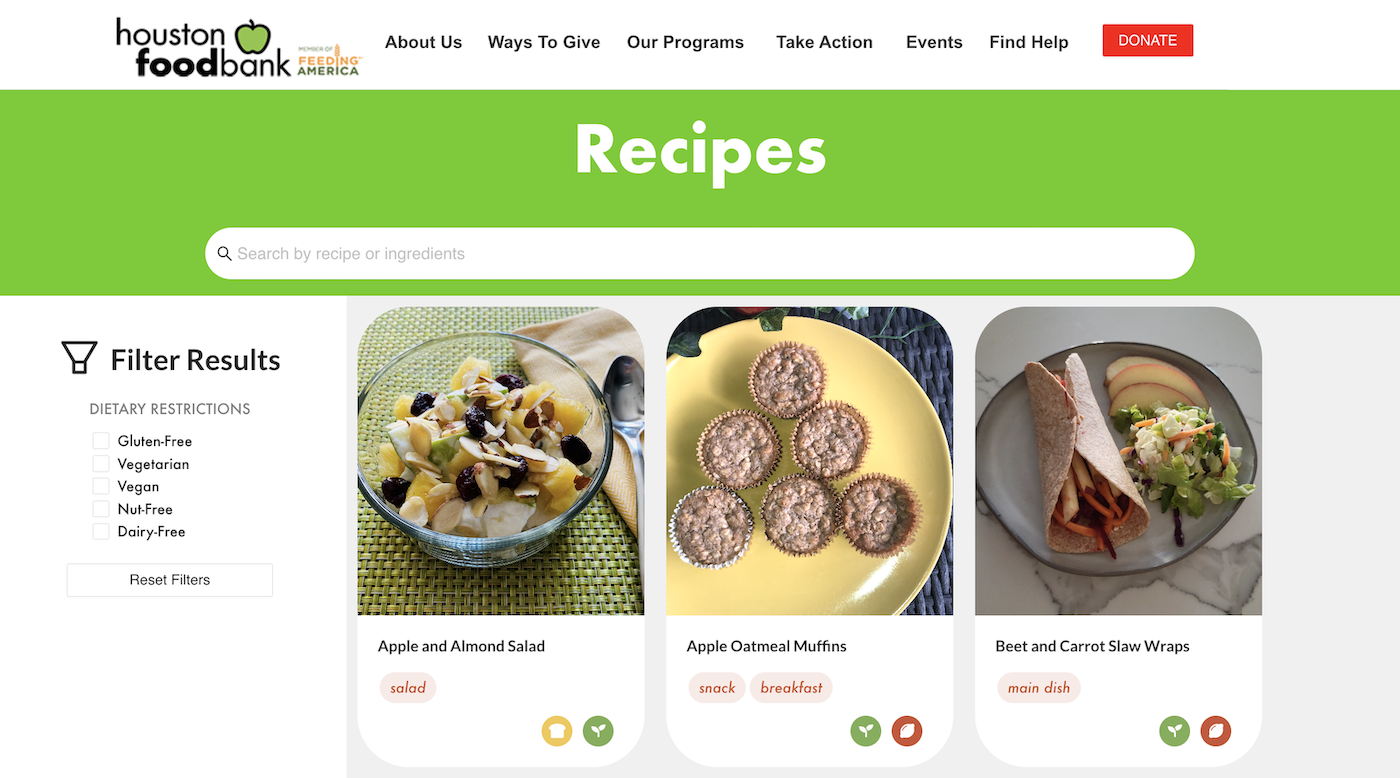 houston
foodbank
MEMBER OF
FEEDING
AMERICA
About Us Ways To Give Our Programs Take Action Events Find Help DONATE
Recipes
Search by recipe or ingredients
Filter Results
DIETARY RESTRICTIONS
Gluten-Free
Vegetarian
Vegan
Nut-Free
Dairy-Free
Reset Filters
Apple and Almond Salad
salad
Apple Oatmeal Muffins
snack breakfast
Beet and Carrot Slaw Wraps
main dish